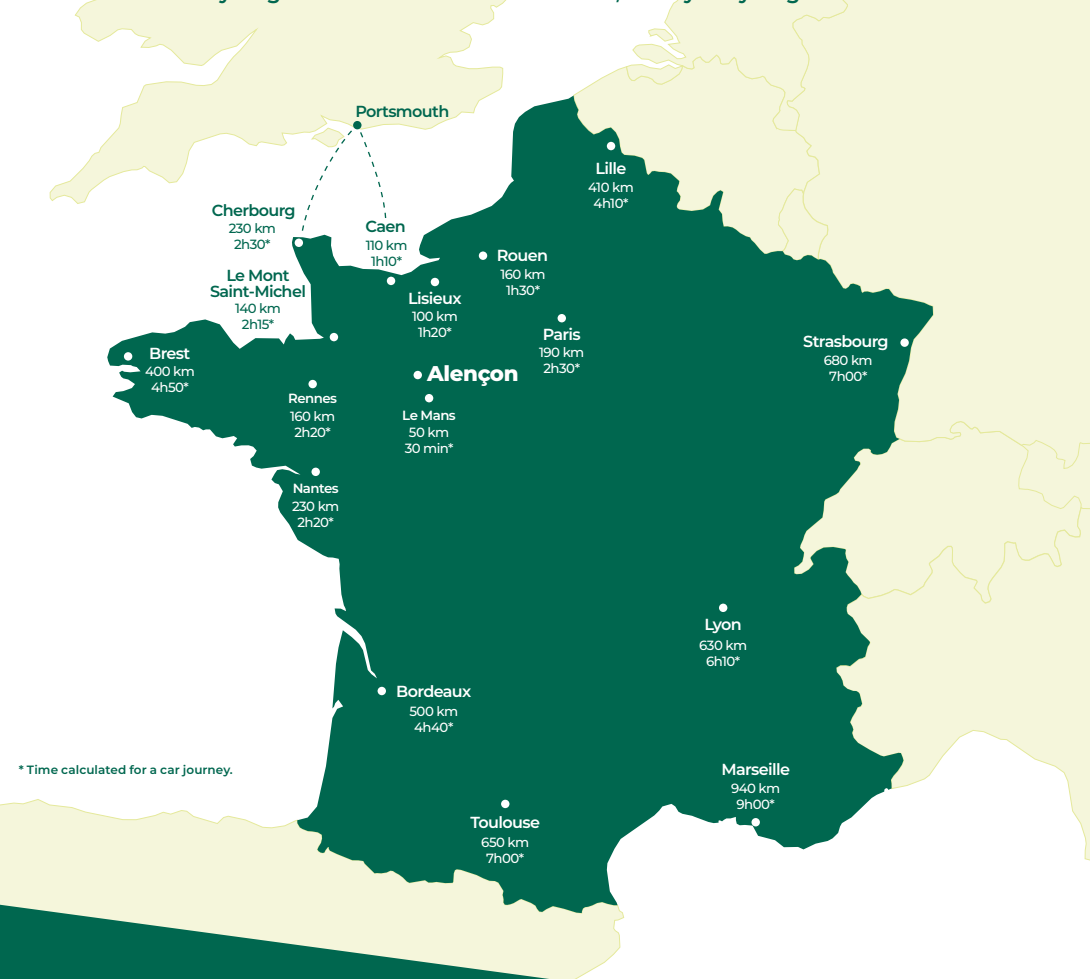 Portsmouth
Lille
410 km
4h10*
Cherbourg
230 km
2h30*
Caen
110 km
1h10*
Rouen
160 km
1h30*
Le Mont
Saint-Michel
140 km
2h15*
Lisieux
100 km
1h20*
Paris
190 km
2h30*
Strasbourg
680 km
7h00*
Brest
400 km
4h50*
Alençon
Rennes
160 km
2h20*
Le Mans
50 km
30 min*
Nantes
230 km
2h20*
Lyon
630 km
6h10*
Bordeaux
500 km
4h40*
* Time calculated for a car journey.
Marseille
940 km
9h00*
Toulouse
650 km
7h00*